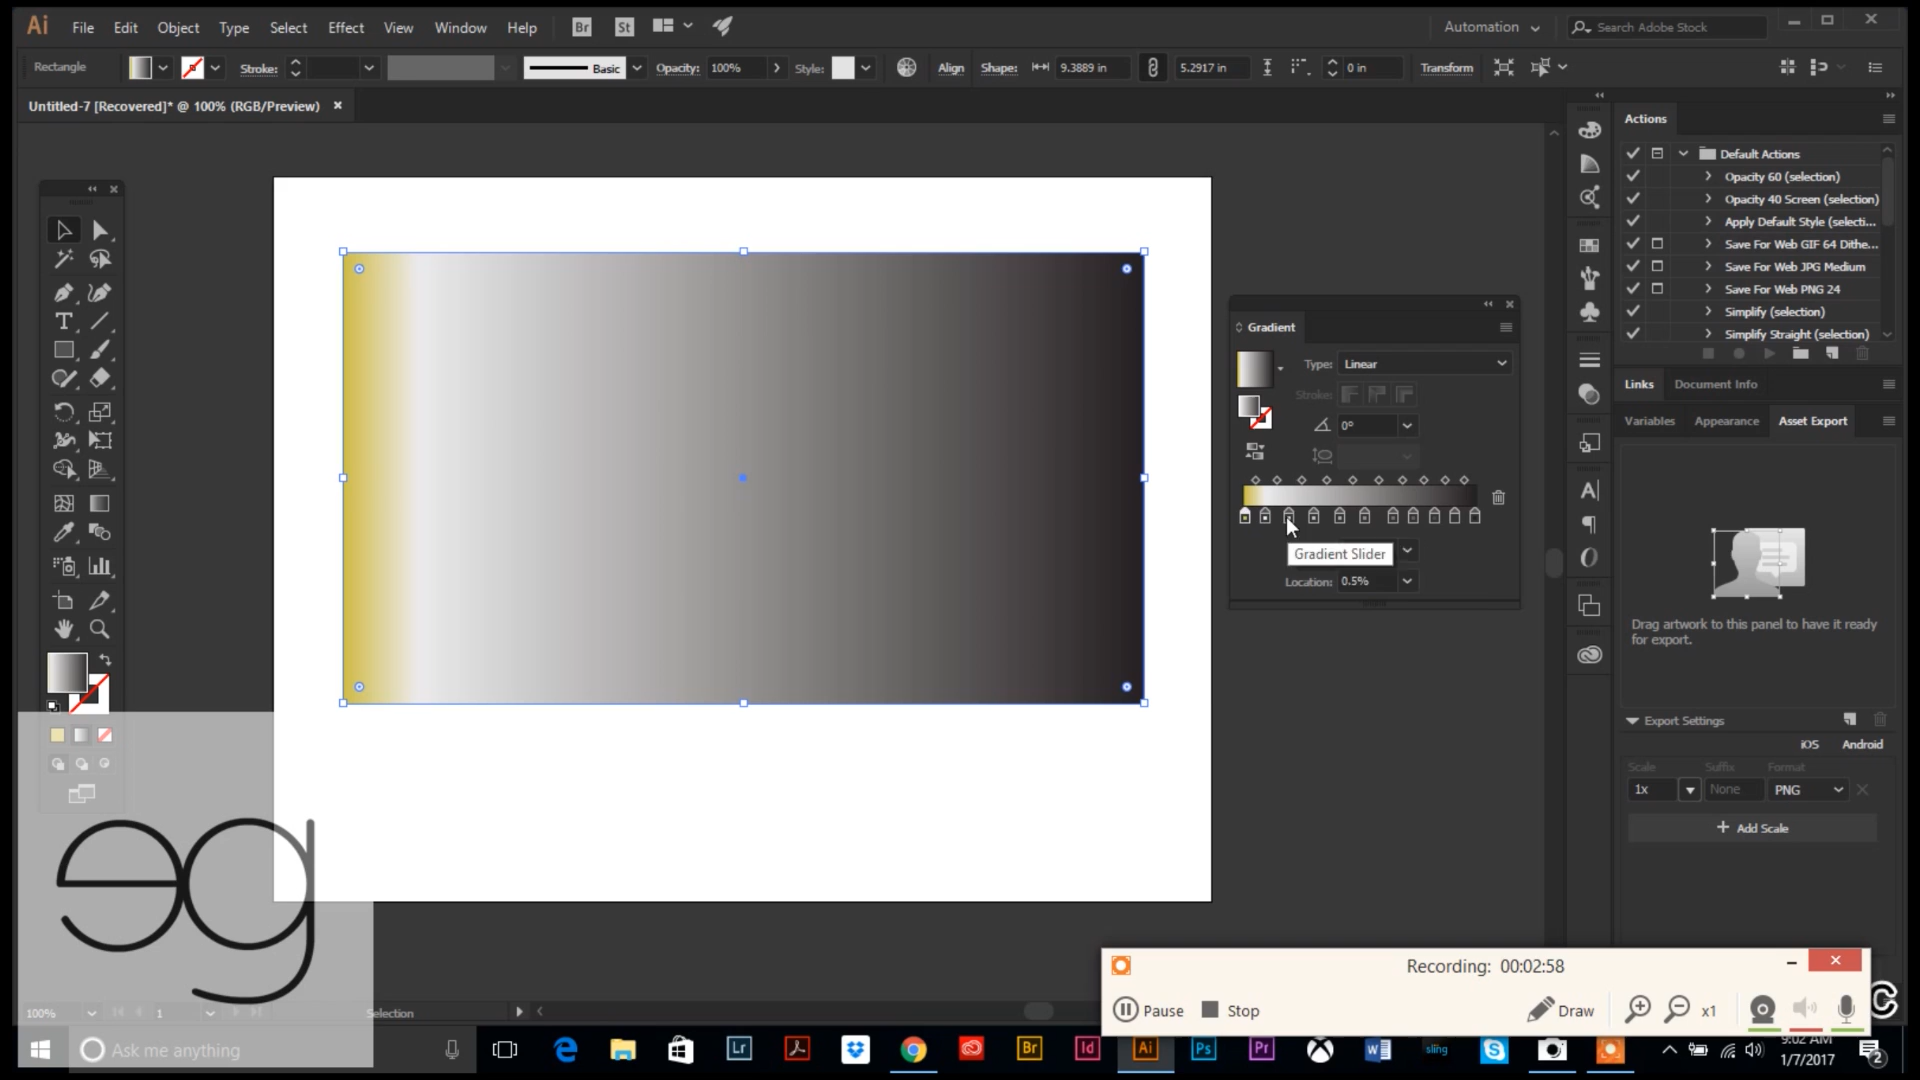 Ai File Edit Object Type Select Effect View Window Help Br St Automation Search Adobe Stock
Rectangle Stroke: Basic Opacity: 100% Style: Align Shape: 9.3889 in 5.2917 in 0 in Transform
Untitled-7 [Recovered]* @ 100% (RGB/Preview) ×
Actions
Default Actions
Opacity 60 (selection)
Opacity 40 Screen (selection)
Apply Default Style (selecti...
Save For Web GIF 64 Dithe...
Save For Web JPG Medium
Save For Web PNG 24
Simplify (selection)
Simplify Straight (selection)
Gradient
Type: Linear
Stroke:
0°
Gradient Slider
Location: 0.5%
Links Document Info
Variables Appearance Asset Export
Drag artwork to this panel to have it ready
for export.
Export Settings
iOS Android
Scale Suffix Format
1x None PNG
+ Add Scale
eg
100% 1 Selection
Recording: 00:02:58
Pause Stop Draw x1
Ask me anything
Lr Br Id Ai Ps Pr sling
9:02 AM
1/7/2017
2